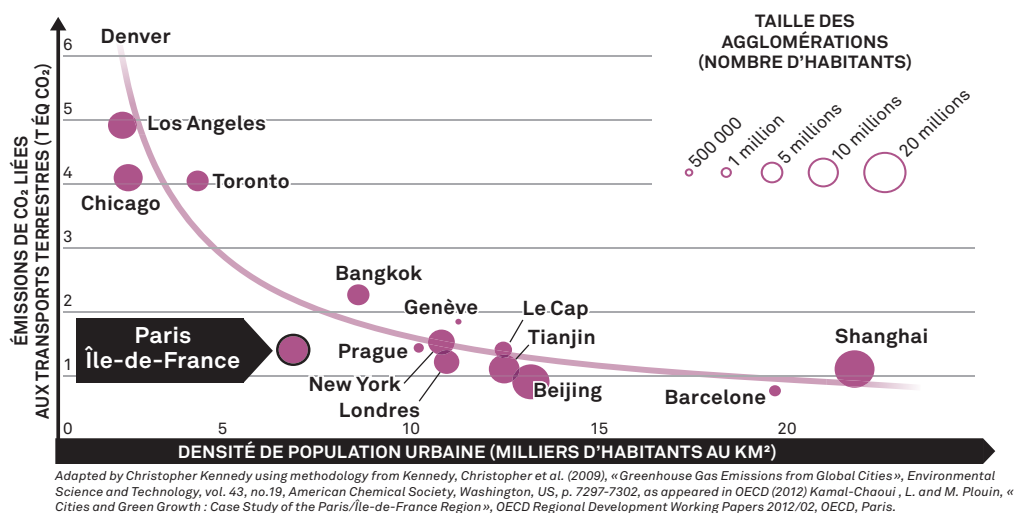 TAILLE DES
AGGLOMÉRATIONS
(NOMBRE D'HABITANTS)
500 000
1 million
5 millions
10 millions
20 millions
ÉMISSIONS DE CO₂ LIÉES
AUX TRANSPORTS TERRESTRES (T ÉQ CO₂)
6
5
4
3
2
1
Denver
Los Angeles
Chicago
Toronto
Bangkok
Genève
Le Cap
Tianjin
Shanghai
Paris
Île-de-France
Prague
New York
Londres
Beijing
Barcelone
0
5
10
15
20
DENSITÉ DE POPULATION URBAINE (MILLIERS D'HABITANTS AU KM²)
Adapted by Christopher Kennedy using methodology from Kennedy, Christopher et al. (2009), «Greenhouse Gas Emissions from Global Cities», Environmental
Science and Technology, vol. 43, no.19, American Chemical Society, Washington, US, p. 7297-7302, as appeared in OECD (2012) Kamal-Chaoui , L. and M. Plouin, «
Cities and Green Growth : Case Study of the Paris/Île-de-France Region», OECD Regional Development Working Papers 2012/02, OECD, Paris.